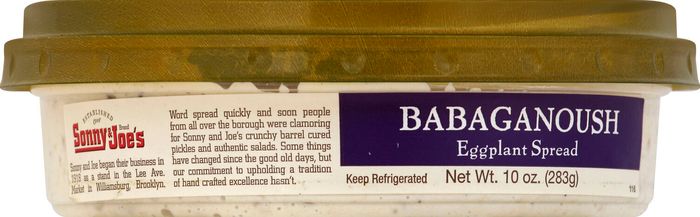 ESTABLISHED
1918
Sonny & Joe's
Brand
Sonny and Joe began their business in
1918 as a stand in the Lee Ave.
Market in Williamsburg, Brooklyn.
Word spread quickly and soon people
from all over the borough were clamoring
for Sonny and Joe's crunchy barrel cured
pickles and authentic salads. Some things
have changed since the good old days, but
our commitment to upholding a tradition
of hand crafted excellence hasn't.
BABAGANOUSH
Eggplant Spread
Keep Refrigerated
Net Wt. 10 oz. (283g)
116